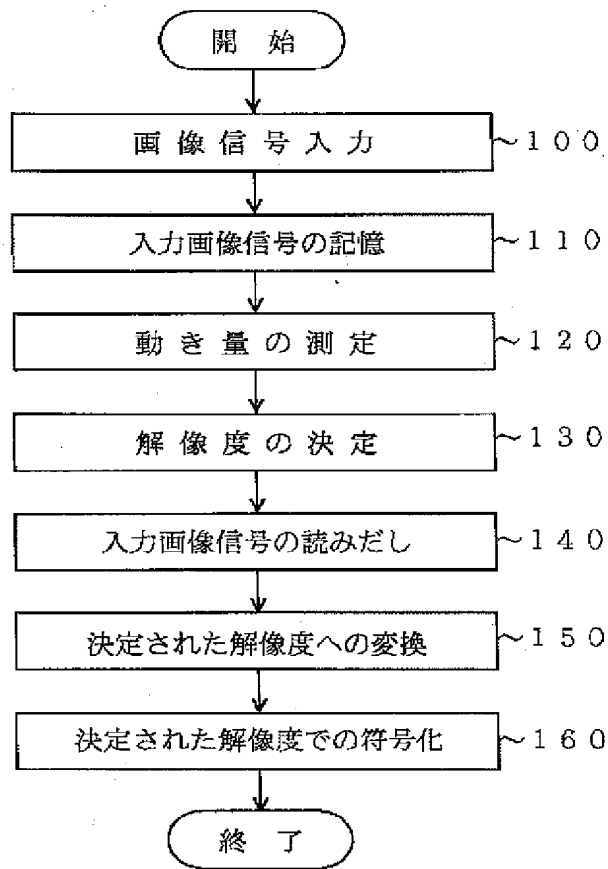 開始
画像信号入力 ~100
入力画像信号の記憶 ~110
動き量の測定 ~120
解像度の決定 ~130
入力画像信号の読みだし ~140
決定された解像度への変換 ~150
決定された解像度での符号化 ~160
終了